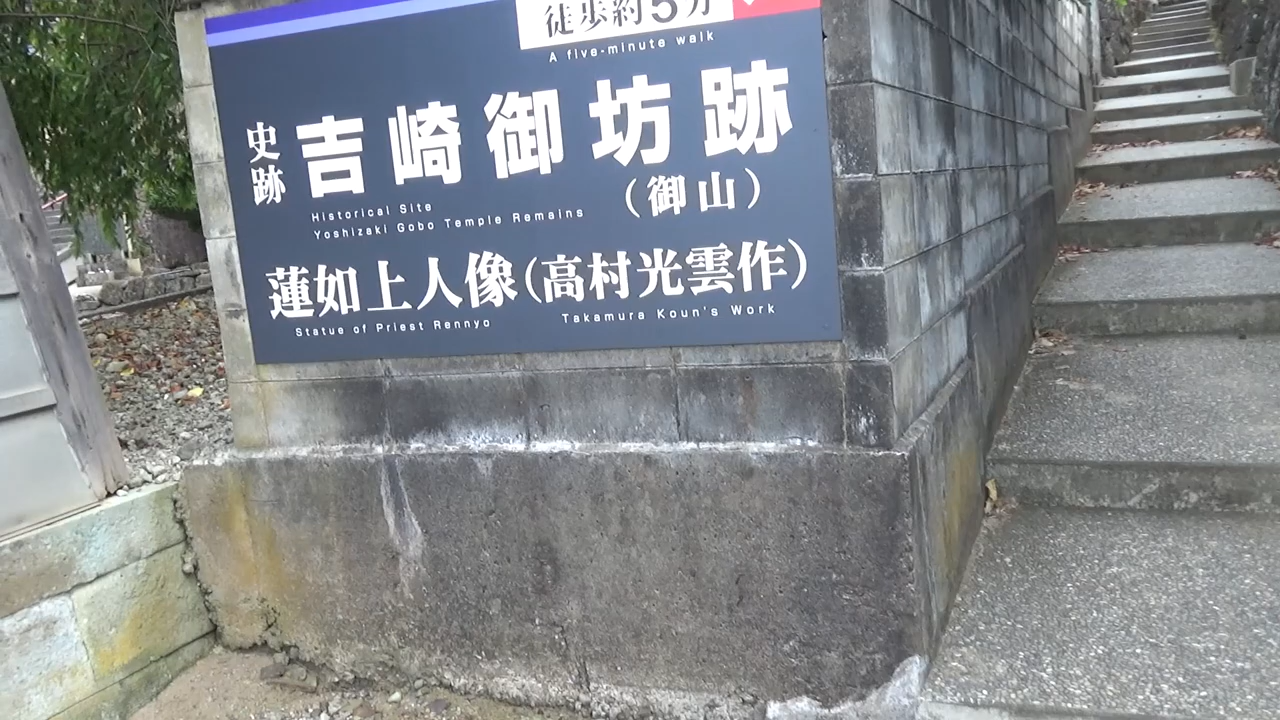 徒歩約5分
A five-minute walk
史跡 吉崎御坊跡
(御山)
Historical Site
Yoshizaki Gobo Temple Remains
蓮如上人像(高村光雲作)
Statue of Priest Rennyo Takamura Koun's Work